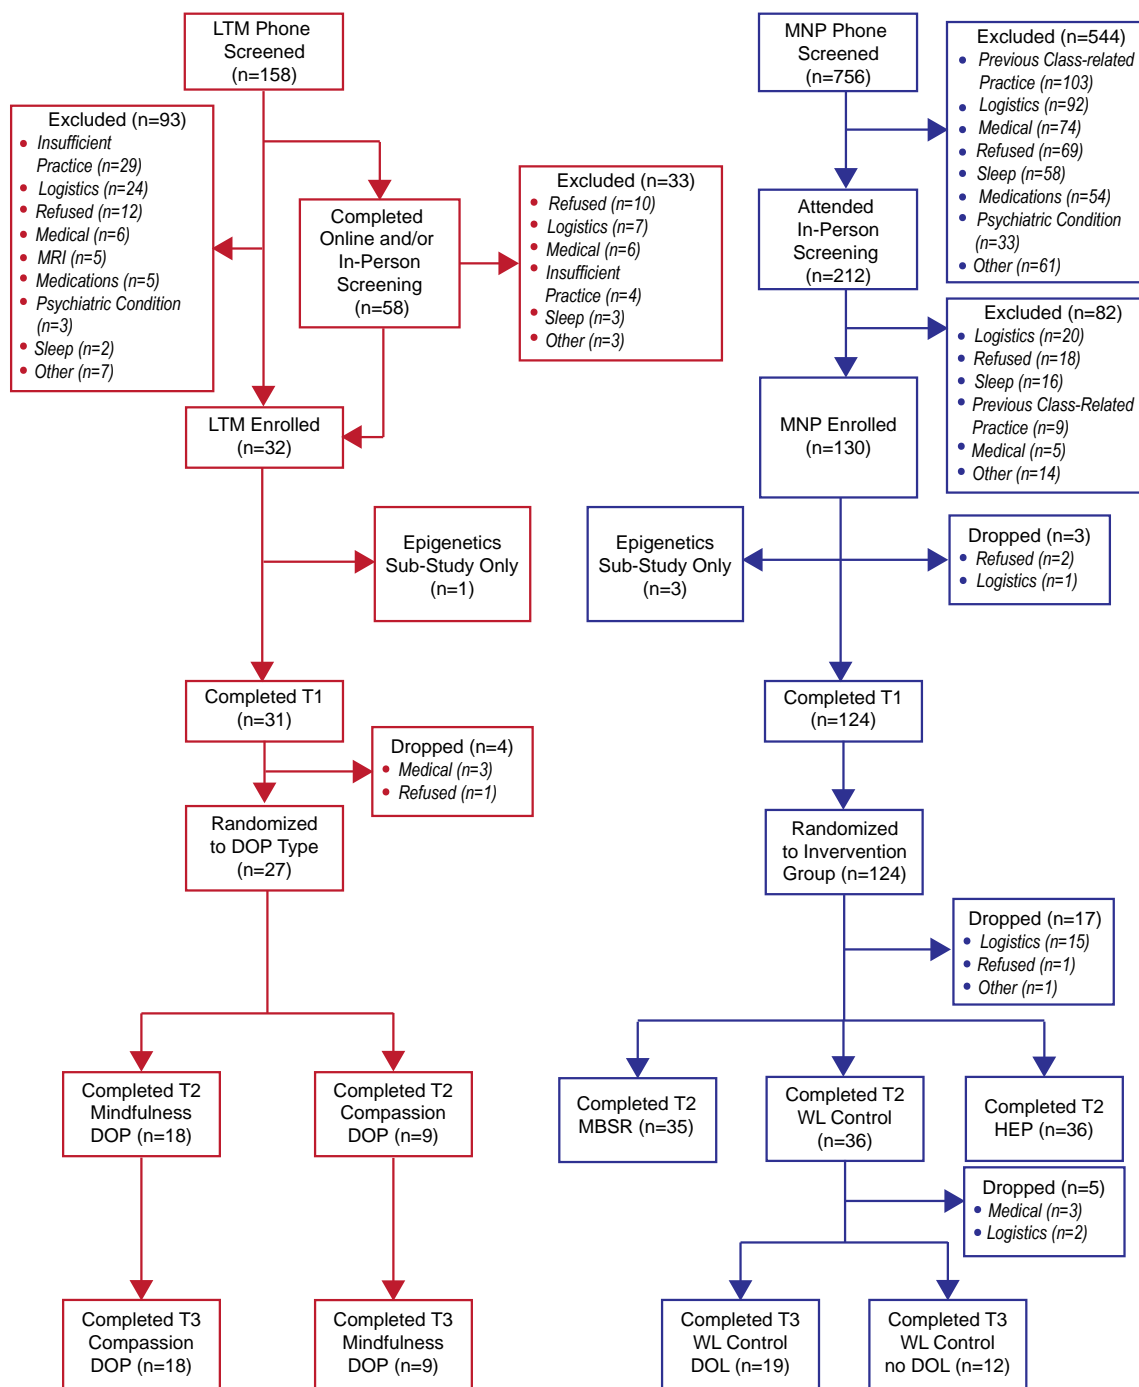 LTM Phone
Screened
(n=158)
Excluded (n=93)
• Insufficient
Practice (n=29)
• Logistics (n=24)
• Refused (n=12)
• Medical (n=6)
• MRI (n=5)
• Medications (n=5)
• Psychiatric Condition
(n=3)
• Sleep (n=2)
• Other (n=7)
Completed
Online and/or
In-Person
Screening
(n=58)
Excluded (n=33)
• Refused (n=10)
• Logistics (n=7)
• Medical (n=6)
• Insufficient
Practice (n=4)
• Sleep (n=3)
• Other (n=3)
LTM Enrolled
(n=32)
Epigenetics
Sub-Study Only
(n=1)
Completed T1
(n=31)
Dropped (n=4)
• Medical (n=3)
• Refused (n=1)
Randomized
to DOP Type
(n=27)
Completed T2
Mindfulness
DOP (n=18)
Completed T2
Compassion
DOP (n=9)
Completed T3
Compassion
DOP (n=18)
Completed T3
Mindfulness
DOP (n=9)
MNP Phone
Screened
(n=756)
Excluded (n=544)
• Previous Class-related
Practice (n=103)
• Logistics (n=92)
• Medical (n=74)
• Refused (n=69)
• Sleep (n=58)
• Medications (n=54)
• Psychiatric Condition
(n=33)
• Other (n=61)
Attended
In-Person
Screening
(n=212)
Excluded (n=82)
• Logistics (n=20)
• Refused (n=18)
• Sleep (n=16)
• Previous Class-Related
Practice (n=9)
• Medical (n=5)
• Other (n=14)
MNP Enrolled
(n=130)
Epigenetics
Sub-Study Only
(n=3)
Dropped (n=3)
• Refused (n=2)
• Logistics (n=1)
Completed T1
(n=124)
Randomized
to Invervention
Group (n=124)
Dropped (n=17)
• Logistics (n=15)
• Refused (n=1)
• Other (n=1)
Completed T2
MBSR (n=35)
Completed T2
WL Control
(n=36)
Completed T2
HEP (n=36)
Dropped (n=5)
• Medical (n=3)
• Logistics (n=2)
Completed T3
WL Control
DOL (n=19)
Completed T3
WL Control
no DOL (n=12)